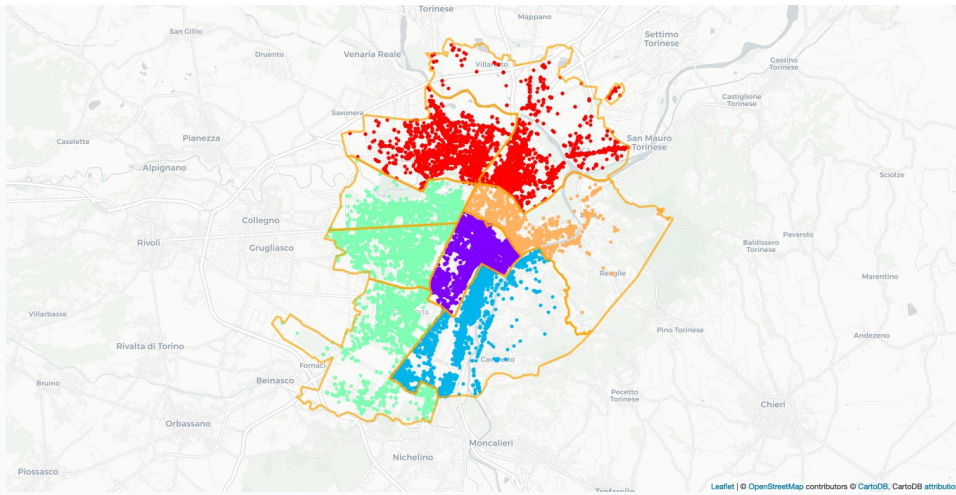 Torinese
Mappano
San Gillio
Settimo
Torinese
Druento
Venaria Reale
Villaretto
Gassino
Torinese
Castiglione
Torinese
Savonera
Caselette
Pianezza
San Mauro
Torinese
Alpignano
Sciolze
Collegno
Rivoli
Grugliasco
Baldissero
Torinese
Pavarolo
Reaglie
Marentino
Villarbasse
Pino Torinese
Andezeno
Rivalta di Torino
Cavoretto
Fornaci
Beinasco
Bruino
Pecetto
Torinese
Chieri
Orbassano
Moncalieri
Nichelino
Piossasco
Trofarello
Leaflet | © OpenStreetMap contributors © CartoDB, CartoDB attributio